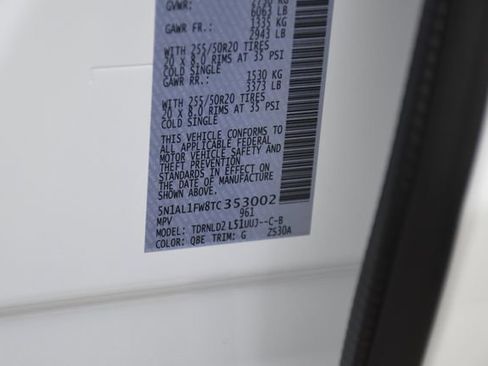 GVWR: 2750 KG
6063 LB
GAWR FR.: 1335 KG
2943 LB
WITH 255/50R20 TIRES
20 x 8.0 RIMS AT 35 PSI
COLD SINGLE
GAWR RR.: 1530 KG
3373 LB
WITH 255/50R20 TIRES
20 x 8.0 RIMS AT 35 PSI
COLD SINGLE
THIS VEHICLE CONFORMS TO
ALL APPLICABLE FEDERAL
MOTOR VEHICLE SAFETY AND
THEFT PREVENTION
STANDARDS IN EFFECT ON
THE DATE OF MANUFACTURE
SHOWN ABOVE.
5N1AL1FW8TC353002
MPV 961
MODEL: TDRNLD2 L51UUJ--C-B
COLOR: QBE TRIM: G ZS30A